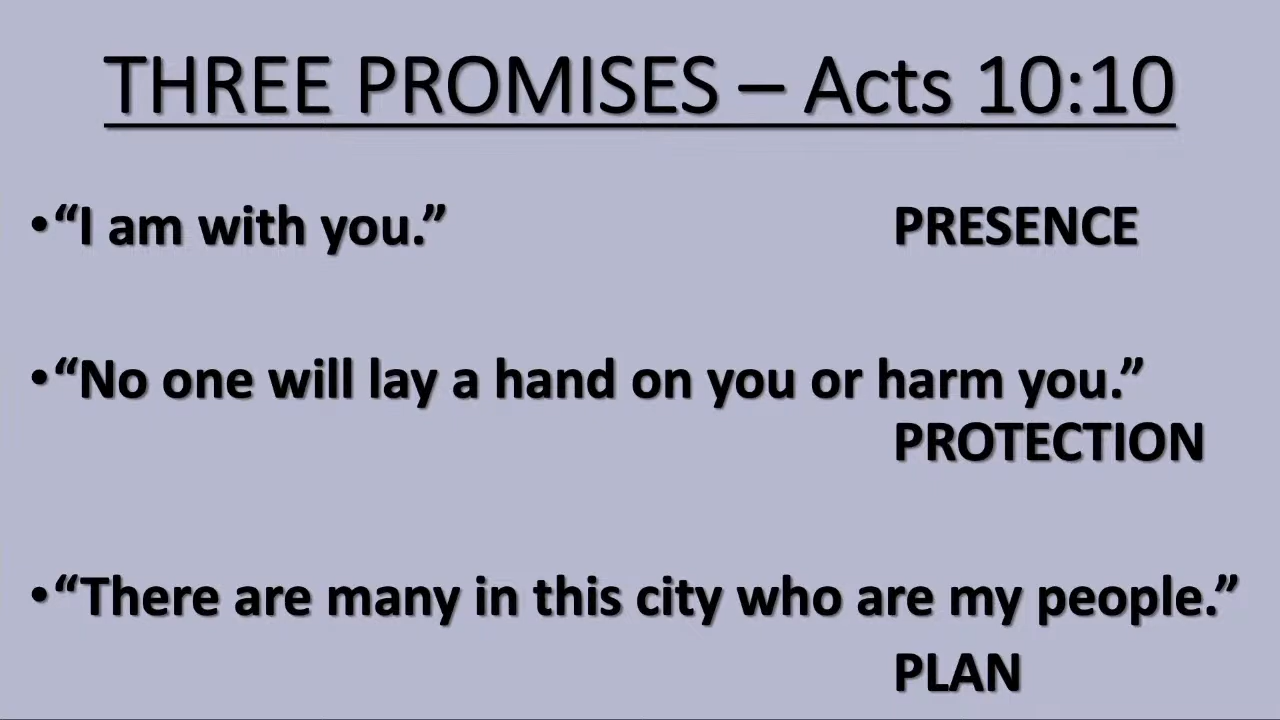 THREE PROMISES – Acts 10:10
•“I am with you.” PRESENCE
•“No one will lay a hand on you or harm you.”
PROTECTION
•“There are many in this city who are my people.”
PLAN